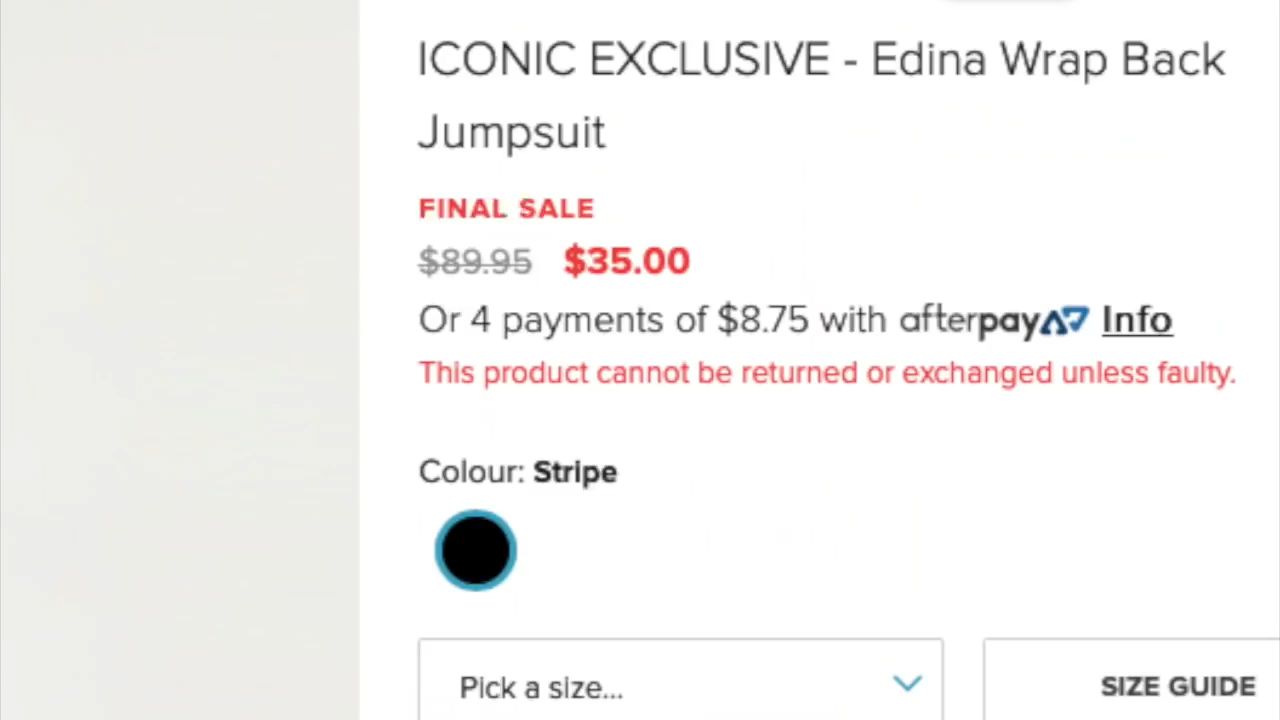 ICONIC EXCLUSIVE - Edina Wrap Back
Jumpsuit
FINAL SALE
$89.95 $35.00
Or 4 payments of $8.75 with afterpay Info
This product cannot be returned or exchanged unless faulty.
Colour: Stripe
Pick a size... SIZE GUIDE